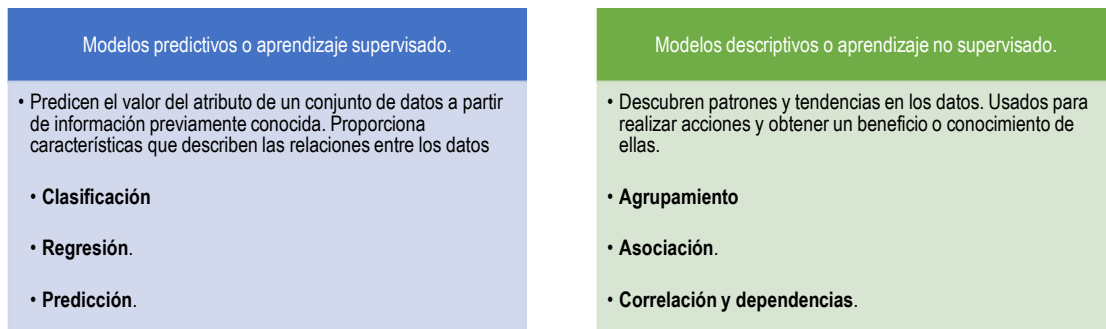 Modelos predictivos o aprendizaje supervisado.
• Predicen el valor del atributo de un conjunto de datos a partir
de información previamente conocida. Proporciona
características que describen las relaciones entre los datos
• Clasificación
• Regresión.
• Predicción.
Modelos descriptivos o aprendizaje no supervisado.
• Descubren patrones y tendencias en los datos. Usados para
realizar acciones y obtener un beneficio o conocimiento de
ellas.
• Agrupamiento
• Asociación.
• Correlación y dependencias.